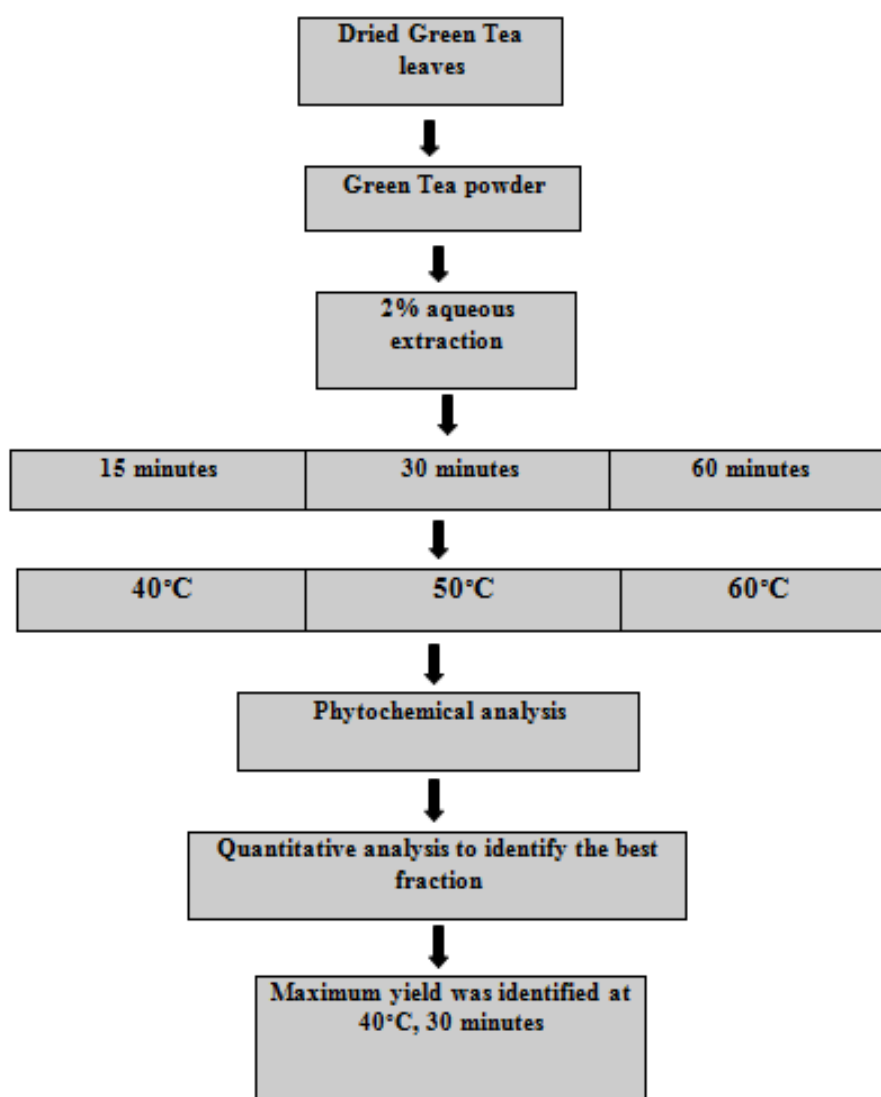 Dried Green Tea
leaves
Green Tea powder
2% aqueous
extraction
15 minutes
30 minutes
60 minutes
40°C
50°C
60°C
Phytochemical analysis
Quantitative analysis to identify the best
fraction
Maximum yield was identified at
40°C, 30 minutes